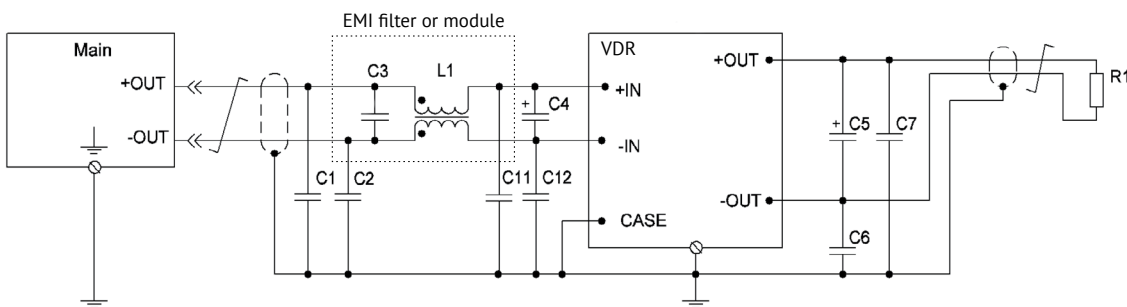 EMI filter or module
Main
VDR
C3
L1
+OUT
+OUT
+IN
+
C4
R1
-OUT
-IN
+
C5
C7
C1
C2
C11
C12
-OUT
CASE
C6